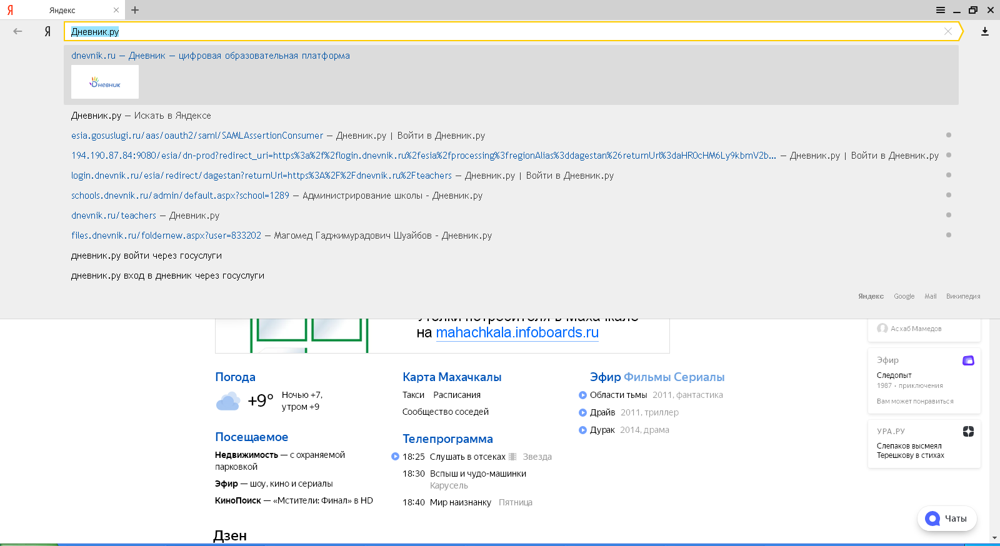 Яндекс
Дневник.ру
dnevnik.ru — Дневник — цифровая образовательная платформа
Dневник
Дневник.ру — Искать в Яндексе
esia.gosuslugi.ru/aas/oauth2/saml/SAMLAssertionConsumer — Дневник.ру | Войти в Дневник.ру
194.190.87.84:9080/esia/dn-prod?redirect_uri=https%3a%2f%2flogin.dnevnik.ru%2fesia%2fprocessing%3fregionAlias%3ddagestan%26returnUrl%3daHR0cHM6Ly9kbmV2b... — Дневник.ру | Войти в Дневник.ру
login.dnevnik.ru/esia/redirect/dagestan?returnUrl=https%3A%2F%2Fdnevnik.ru%2Fteachers — Дневник.ру | Войти в Дневник.ру
schools.dnevnik.ru/admin/default.aspx?school=1289 — Администрирование школы - Дневник.ру
dnevnik.ru/teachers — Дневник.ру
files.dnevnik.ru/foldernew.aspx?user=833202 — Магомед Гаджимурадович Шуайбов - Дневник.ру
дневник.ру войти через госуслуги
дневник.ру вход в дневник через госуслуги
Яндекс Google Mail Википедия
Уголки потребителя в Махачкале
на mahachkala.infoboards.ru
Асхаб Мамедов
Погода
+9°
Ночью +7,
утром +9
Посещаемое
Недвижимость — с охраняемой
парковкой
Эфир — шоу, кино и сериалы
КиноПоиск — «Мстители: Финал» в HD
Карта Махачкалы
Такси Расписания
Сообщество соседей
Телепрограмма
18:25 Слушать в отсеках Звезда
18:30 Вспыш и чудо-машинки
Карусель
18:40 Мир наизнанку Пятница
Эфир Фильмы Сериалы
Области тьмы 2011, фантастика
Драйв 2011, триллер
Дурак 2014, драма
Эфир
Следопыт
1987 • приключения
Вам может понравиться
УРА.РУ
Слепаков высмеял
Терешкову в стихах
Чаты
Дзен